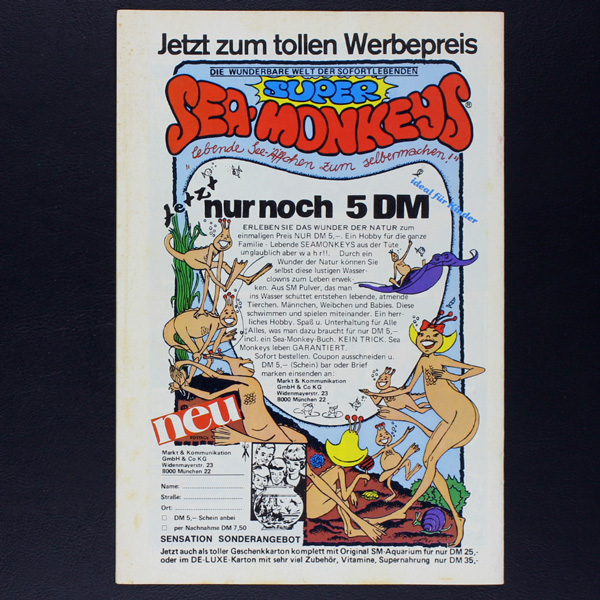 Jetzt zum tollen Werbepreis
DIE WUNDERBARE WELT DER SOFORTLEBENDEN
SUPER
SEA-MONKEYS®
"lebende See-Äffchen zum selbermachen!"
ideal für Kinder
Jetzt
nur noch 5 DM
ERLEBEN SIE DAS WUNDER DER NATUR zum
einmaligen Preis NUR DM 5,–. Ein Hobby für die ganze
Familie - Lebende SEAMONKEYS aus der Tüte
unglaublich aber w a h r!!. Durch ein
Wunder der Natur können Sie
selbst diese lustigen Wasser-
clowns zum Leben erwek-
ken. Aus SM Pulver, das man
ins Wasser schüttet entstehen lebende, atmende
Tierchen. Männchen, Weibchen und Babies. Diese
schwimmen und spielen miteinander. Ein herr-
liches Hobby. Spaß u. Unterhaltung für Alle
Alles, was man dazu braucht für nur DM 5,–
incl. ein Sea-Monkey-Buch. KEIN TRICK. Sea
Monkeys leben GARANTIERT.
Sofort bestellen. Coupon ausschneiden u.
DM 5,– (Schein) bar oder Brief
marken einsenden an:
Markt & Kommunikation
GmbH & Co KG
Widenmayerstr. 23
8000 München 22
neu
Markt & Kommunikation
GmbH & Co KG
Widenmayerstr. 23
8000 München 22
Name:
Straße:
Ort:
DM 5,– Schein anbei
per Nachnahme DM 7,50
SENSATION SONDERANGEBOT
Jetzt auch als toller Geschenkkarton komplett mit Original SM-Aquarium für nur DM 25,-
oder im DE-LUXE-Karton mit sehr viel Zubehör, Vitamine, Supernahrung nur DM 35,-